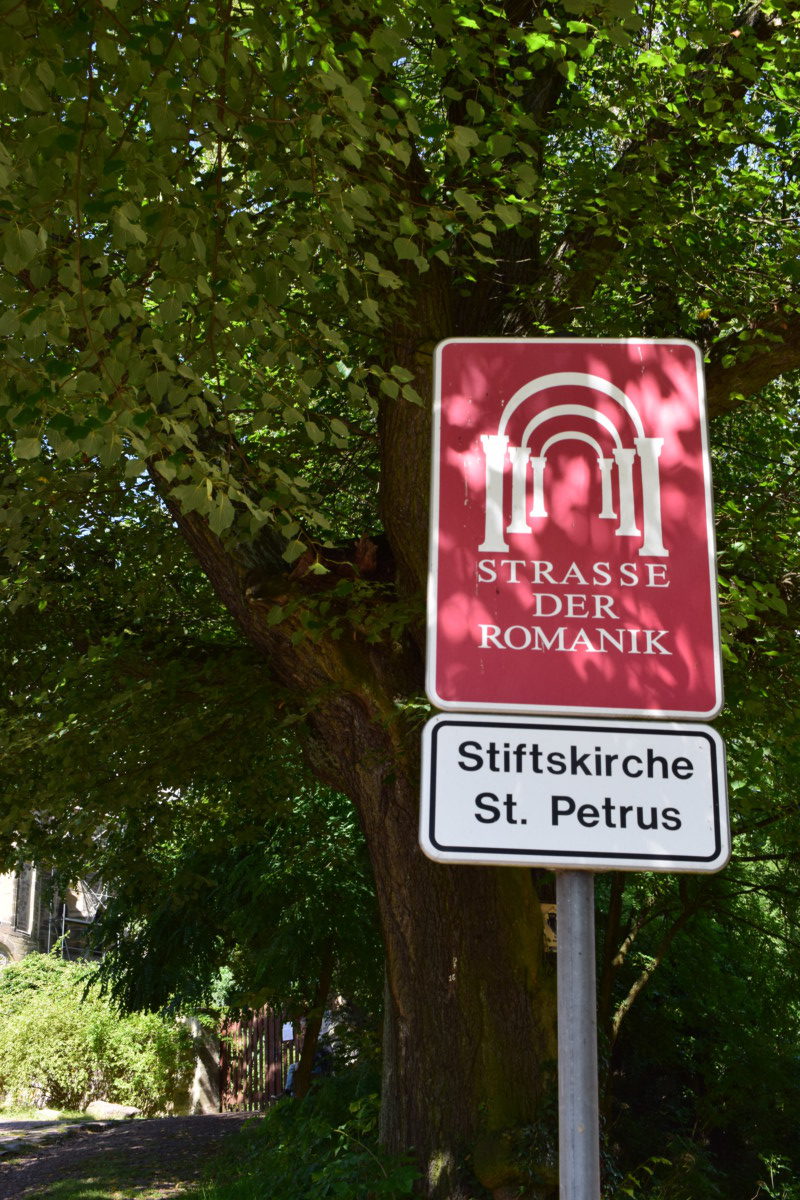 STRASSE
DER
ROMANIK
Stiftskirche
St. Petrus